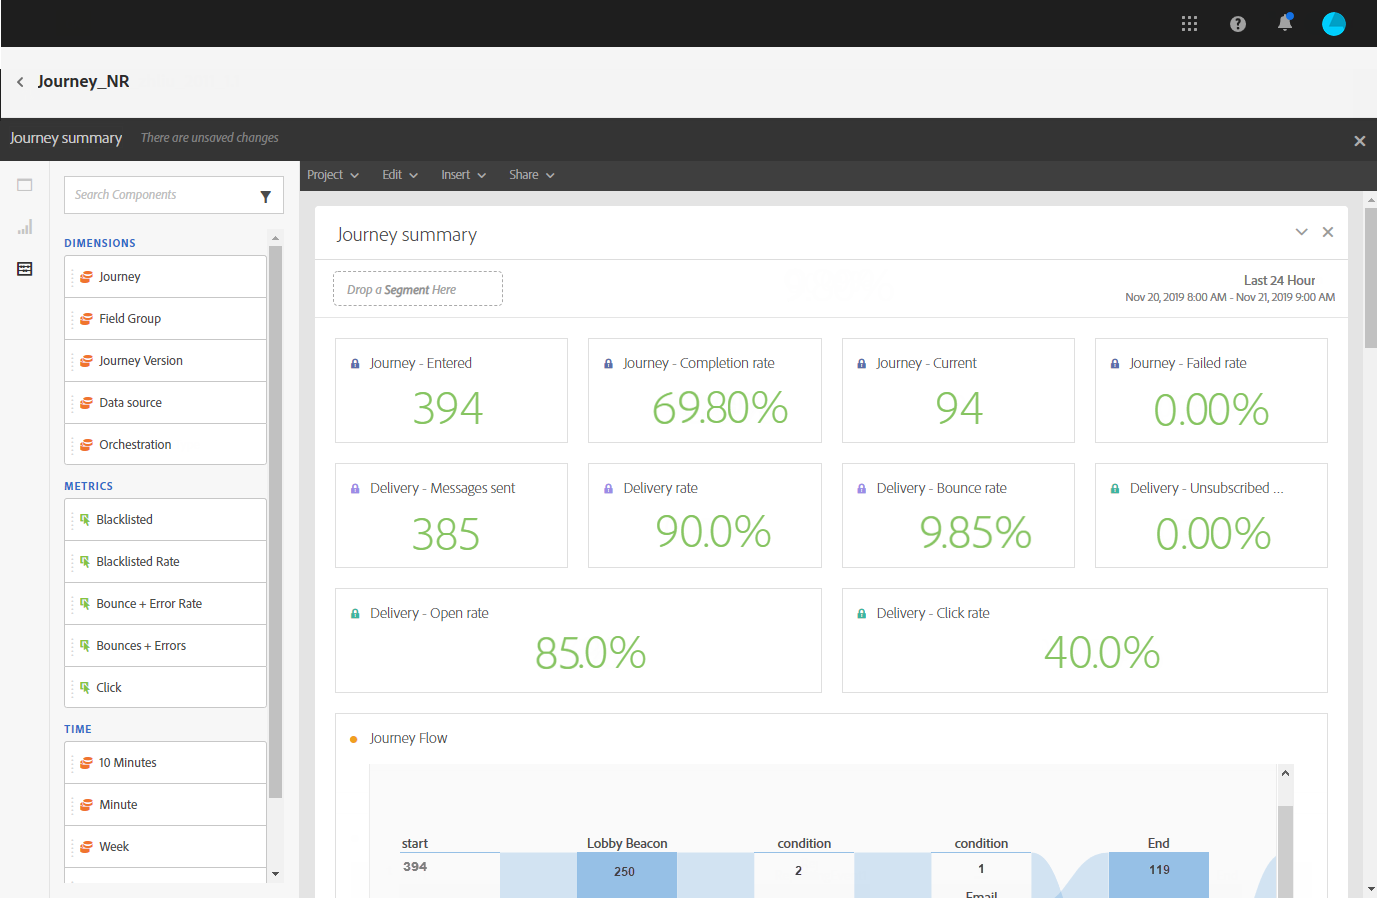 Journey_NR
Journey summary There are unsaved changes
Project Edit Insert Share
Search Components
DIMENSIONS
Journey
Field Group
Journey Version
Data source
Orchestration
METRICS
Blacklisted
Blacklisted Rate
Bounce + Error Rate
Bounces + Errors
Click
TIME
10 Minutes
Minute
Week
Journey summary
Drop a Segment Here
Last 24 Hour
Nov 20, 2019 8:00 AM - Nov 21, 2019 9:00 AM
Journey - Entered
394
Journey - Completion rate
69.80%
Journey - Current
94
Journey - Failed rate
0.00%
Delivery - Messages sent
385
Delivery rate
90.0%
Delivery - Bounce rate
9.85%
Delivery - Unsubscribed ...
0.00%
Delivery - Open rate
85.0%
Delivery - Click rate
40.0%
Journey Flow
start
394
Lobby Beacon
250
condition
2
condition
1
Email
End
119